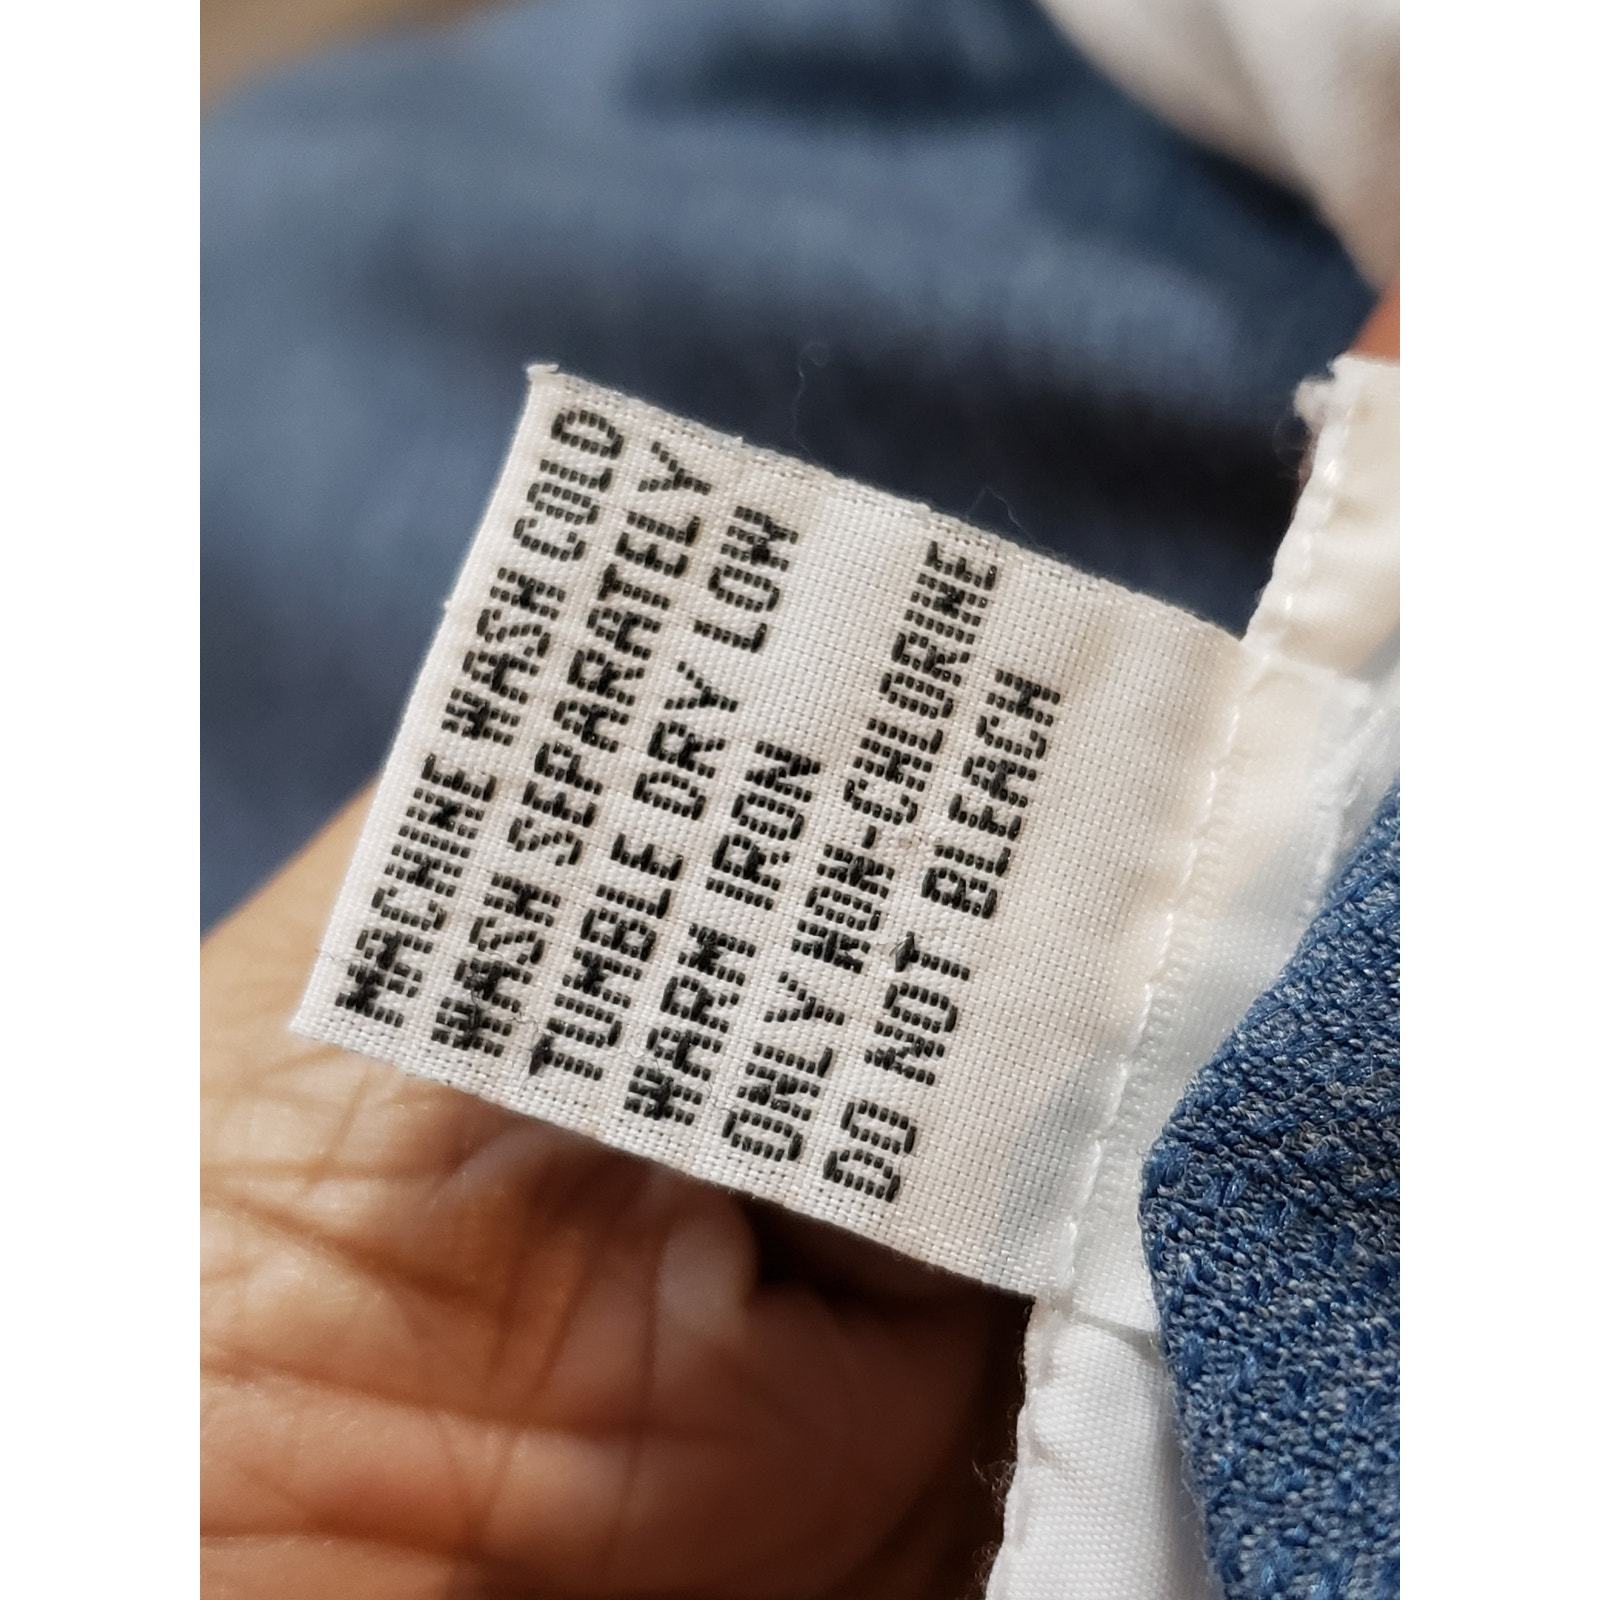 MACHINE WASH COLD
WASH SEPARATELY
TUMBLE DRY LOW
WARM IRON
ONLY NON-CHLORINE
DO NOT BLEACH